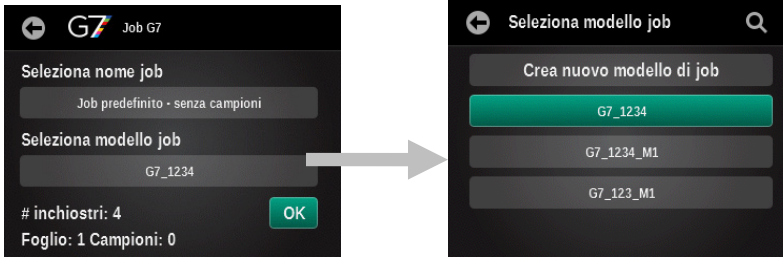 G7 Job G7
Seleziona nome job
Job predefinito - senza campioni
Seleziona modello job
G7_1234
# inchiostri: 4
OK
Foglio: 1 Campioni: 0
Seleziona modello job
Crea nuovo modello di job
G7_1234
G7_1234_M1
G7_123_M1